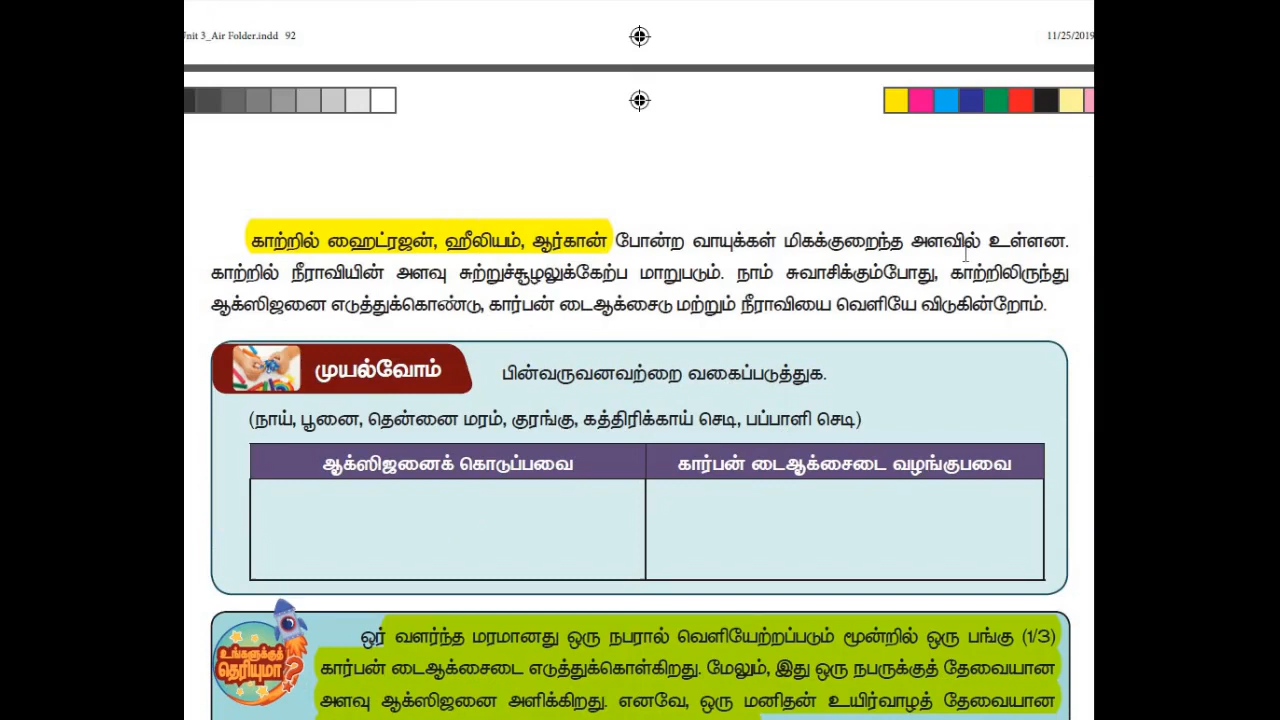 Unit 3_Air Folder.indd 92
11/25/2019
காற்றில் ஹைட்ரஜன், ஹீலியம், ஆர்கான் போன்ற வாயுக்கள் மிகக்குறைந்த அளவில் உள்ளன.
காற்றில் நீராவியின் அளவு சுற்றுச்சூழலுக்கேற்ப மாறுபடும். நாம் சுவாசிக்கும்போது, காற்றிலிருந்து
ஆக்ஸிஜனை எடுத்துக்கொண்டு, கார்பன் டைஆக்சைடு மற்றும் நீராவியை வெளியே விடுகின்றோம்.
முயல்வோம்
பின்வருவனவற்றை வகைப்படுத்துக.
(நாய், பூனை, தென்னை மரம், குரங்கு, கத்திரிக்காய் செடி, பப்பாளி செடி)
ஆக்ஸிஜனைக் கொடுப்பவை
கார்பன் டைஆக்சைடை வழங்குபவை
உங்களுக்குத்
தெரியுமா?
ஓர் வளர்ந்த மரமானது ஒரு நபரால் வெளியேற்றப்படும் மூன்றில் ஒரு பங்கு (1/3)
கார்பன் டைஆக்சைடை எடுத்துக்கொள்கிறது. மேலும், இது ஒரு நபருக்குத் தேவையான
அளவு ஆக்ஸிஜனை அளிக்கிறது. எனவே, ஒரு மனிதன் உயிர்வாழத் தேவையான